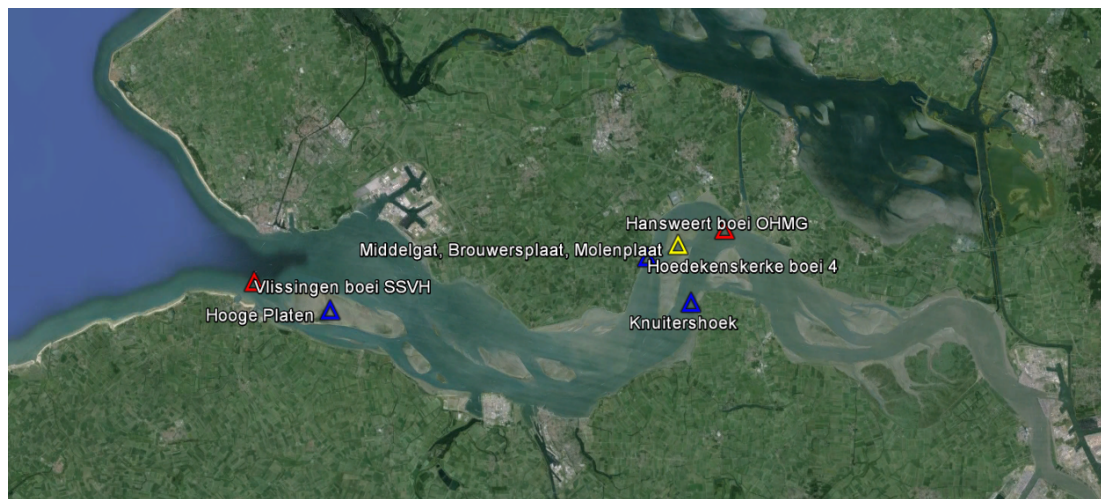 Hansweert boei OHMG
Middelgat, Brouwersplaat, Molenplaat
Hoedekenskerke boei 4
Vlissingen boei SSVH
Hooge Platen
Knuitershoek